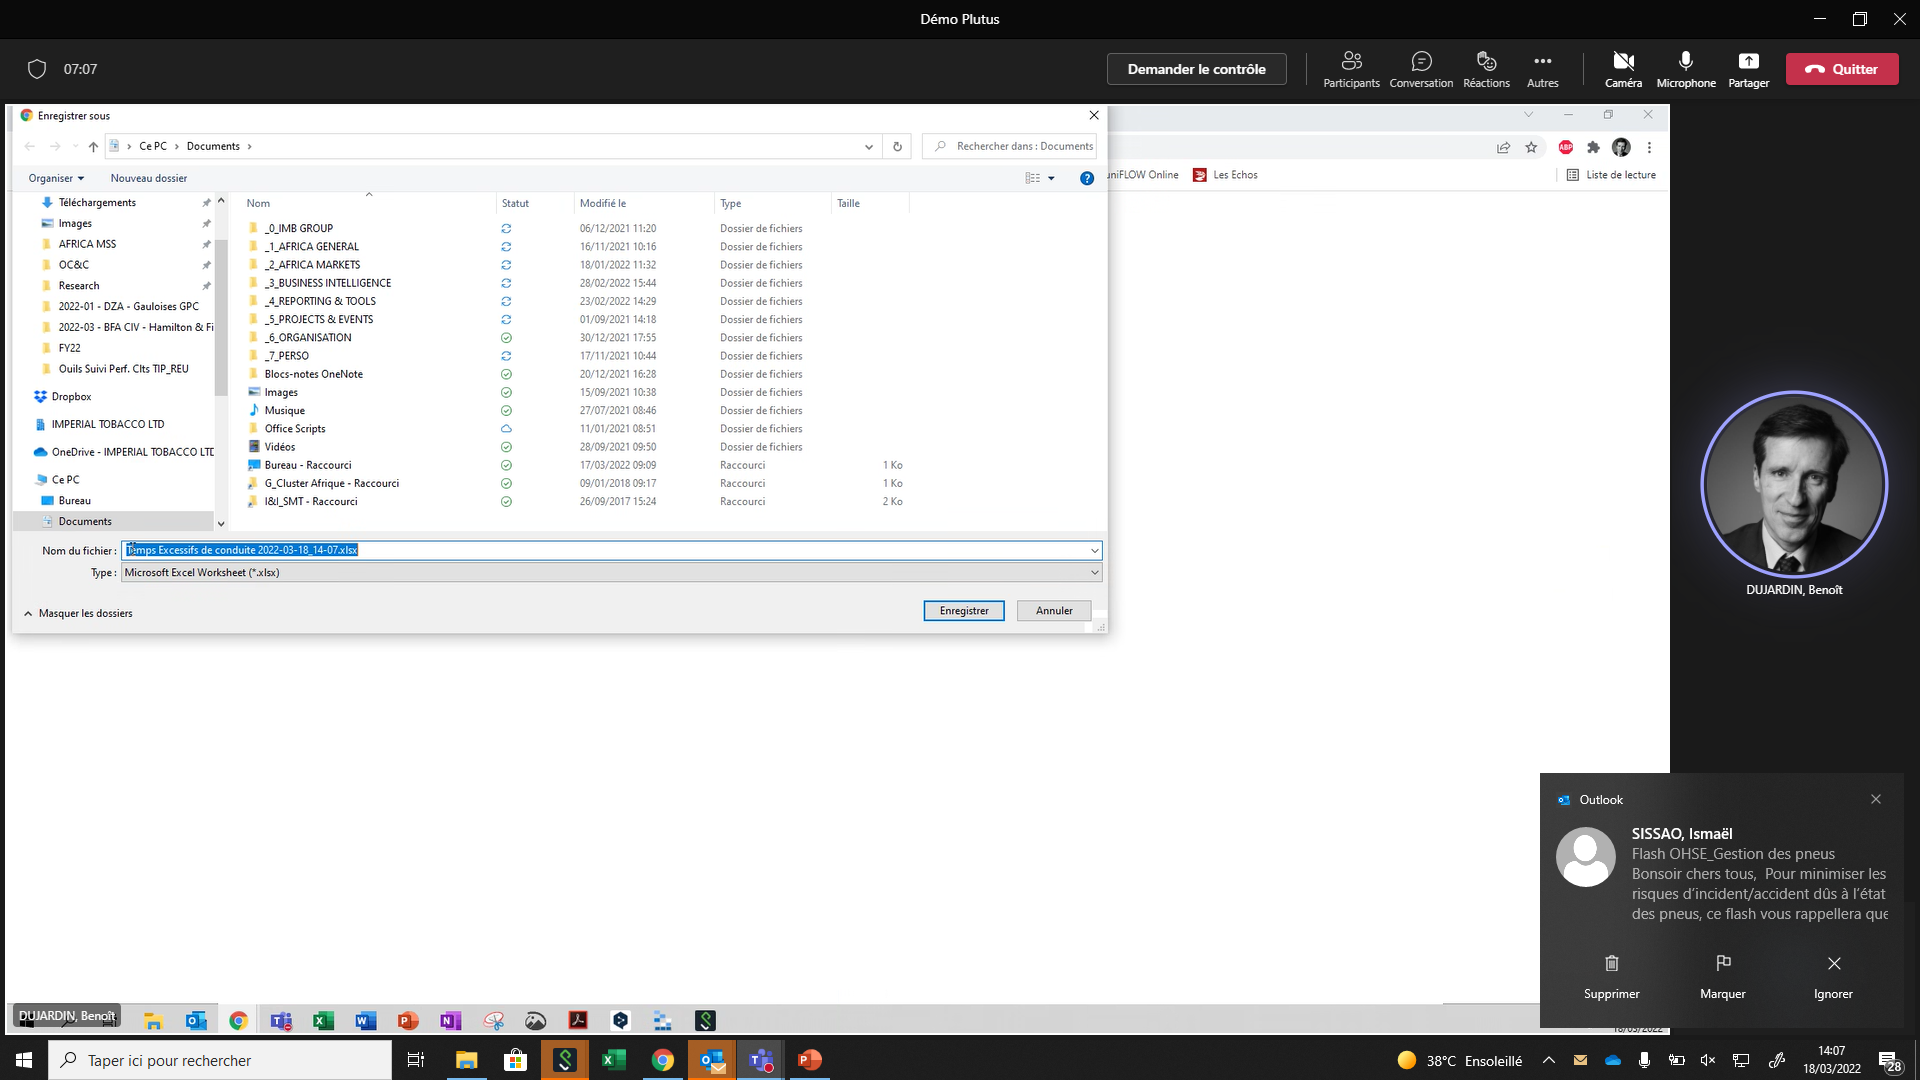 Démo Plutus
07:07
Demander le contrôle
Participants
Conversation
Réactions
Autres
Caméra
Microphone
Partager
Quitter
Enregistrer sous
Ce PC
Documents
Rechercher dans : Documents
Organiser
Nouveau dossier
uniFLOW Online
Les Echos
Liste de lecture
Nom Statut Modifié le Type Taille
Téléchargements
Images
AFRICA MSS
OC&C
Research
2022-01 - DZA - Gauloises GPC
2022-03 - BFA CIV - Hamilton & Fi
FY22
Ouils Suivi Perf. Clts TIP_REU
Dropbox
IMPERIAL TOBACCO LTD
OneDrive - IMPERIAL TOBACCO LTD
Ce PC
Bureau
Documents
_0_IMB GROUP 06/12/2021 11:20 Dossier de fichiers
_1_AFRICA GENERAL 16/11/2021 10:16 Dossier de fichiers
_2_AFRICA MARKETS 18/01/2022 11:32 Dossier de fichiers
_3_BUSINESS INTELLIGENCE 28/02/2022 15:44 Dossier de fichiers
_4_REPORTING & TOOLS 23/02/2022 14:29 Dossier de fichiers
_5_PROJECTS & EVENTS 01/09/2021 14:18 Dossier de fichiers
_6_ORGANISATION 30/12/2021 17:55 Dossier de fichiers
_7_PERSO 17/11/2021 10:44 Dossier de fichiers
Blocs-notes OneNote 20/12/2021 16:28 Dossier de fichiers
Images 15/09/2021 10:38 Dossier de fichiers
Musique 27/07/2021 08:46 Dossier de fichiers
Office Scripts 11/01/2021 08:51 Dossier de fichiers
Vidéos 28/09/2021 09:50 Dossier de fichiers
Bureau - Raccourci 17/03/2022 09:09 Raccourci 1 Ko
G_Cluster Afrique - Raccourci 09/01/2018 09:17 Raccourci 1 Ko
I&I_SMT - Raccourci 26/09/2017 15:24 Raccourci 2 Ko
Nom du fichier : Temps Excessifs de conduite 2022-03-18_14-07.xlsx
Type : Microsoft Excel Worksheet (*.xlsx)
Masquer les dossiers
Enregistrer
Annuler
DUJARDIN, Benoît
Outlook
SISSAO, Ismaël
Flash OHSE_Gestion des pneus
Bonsoir chers tous, Pour minimiser les
risques d'incident/accident dûs à l'état
des pneus, ce flash vous rappellera que
Supprimer
Marquer
Ignorer
DUJARDIN, Benoît
18/03/2022
Taper ici pour rechercher
38°C Ensoleillé
14:07
18/03/2022
28